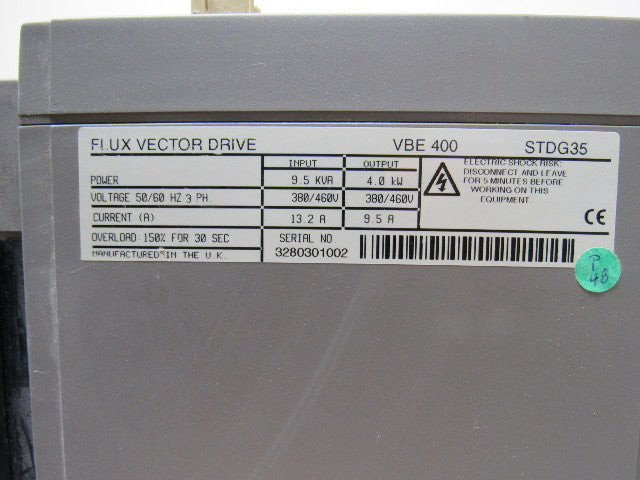 FLUX VECTOR DRIVE VBE 400 STDG35
INPUT OUTPUT
POWER 9.5 KVA 4.0 kW
VOLTAGE 50/60 HZ 3 PH. 380/460V 380/460V
CURRENT (A) 13.2 A 9.5 A
OVERLOAD: 150% FOR 30 SEC
MANUFACTURED IN THE U.K.
SERIAL NO
3280301002
ELECTRIC SHOCK RISK:
DISCONNECT AND LEAVE
FOR 5 MINUTES BEFORE
WORKING ON THIS
EQUIPMENT.
CE
P
48